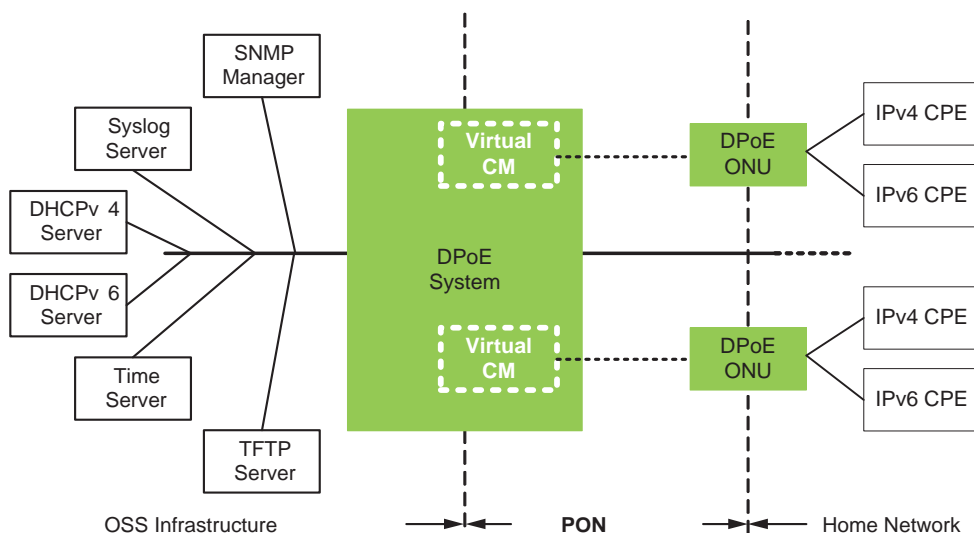 SNMP
Manager
Syslog
Server
DHCPv 4
Server
DHCPv 6
Server
Time
Server
TFTP
Server
Virtual
CM
DPoE
System
Virtual
CM
DPoE
ONU
DPoE
ONU
IPv4 CPE
IPv6 CPE
IPv4 CPE
IPv6 CPE
OSS Infrastructure
PON
Home Network